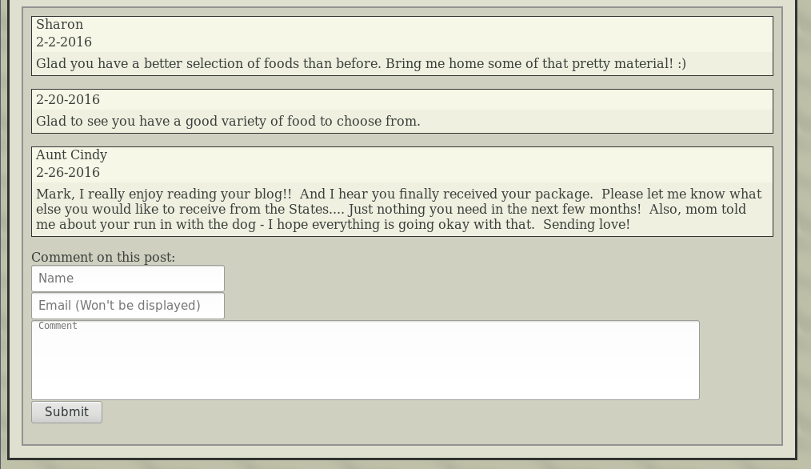 Sharon
2-2-2016
Glad you have a better selection of foods than before. Bring me home some of that pretty material! :)
2-20-2016
Glad to see you have a good variety of food to choose from.
Aunt Cindy
2-26-2016
Mark, I really enjoy reading your blog!!  And I hear you finally received your package.  Please let me know what
else you would like to receive from the States.... Just nothing you need in the next few months!  Also, mom told
me about your run in with the dog - I hope everything is going okay with that.  Sending love!
Comment on this post:
Name
Email (Won't be displayed)
Comment
Submit